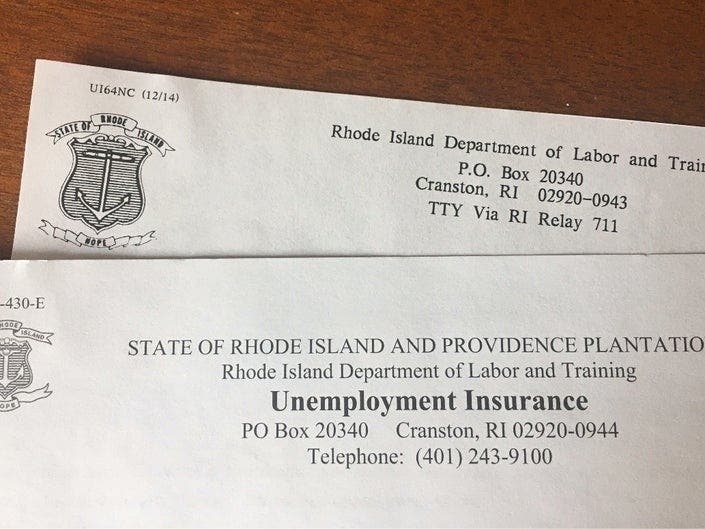 UI64NC (12/14)
STATE OF RHODE ISLAND
HOPE
Rhode Island Department of Labor and
P.O. Box 20340
Cranston, RI 02920-0943
TTY Via RI Relay 711
-430-E
ISLAND
STATE OF RHODE ISLAND AND PROVIDENCE
Rhode Island Department of Labor and Training
Unemployment Insurance
PO Box 20340 Cranston, RI 02920-0944
Telephone: (401) 243-9100